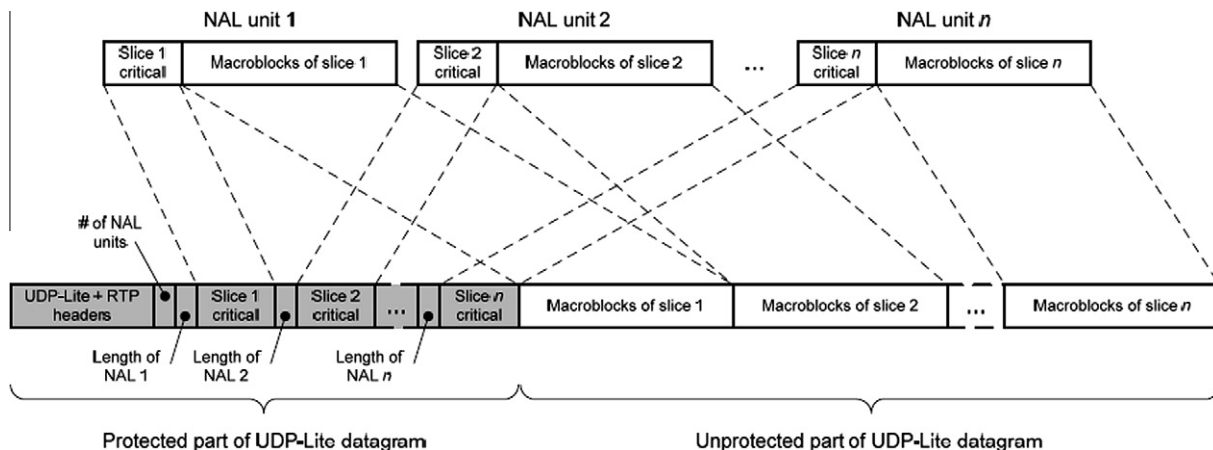 NAL unit 1
NAL unit 2
NAL unit n
Slice 1
critical
Macroblocks of slice 1
Slice 2
critical
Macroblocks of slice 2
...
Slice n
critical
Macroblocks of slice n
# of NAL
units
UDP-Lite + RTP
headers
Slice 1
critical
Slice 2
critical
...
Slice n
critical
Macroblocks of slice 1
Macroblocks of slice 2
...
Macroblocks of slice n
Length of
NAL 1
Length of
NAL 2
Length of
NAL n
Protected part of UDP-Lite datagram
Unprotected part of UDP-Lite datagram